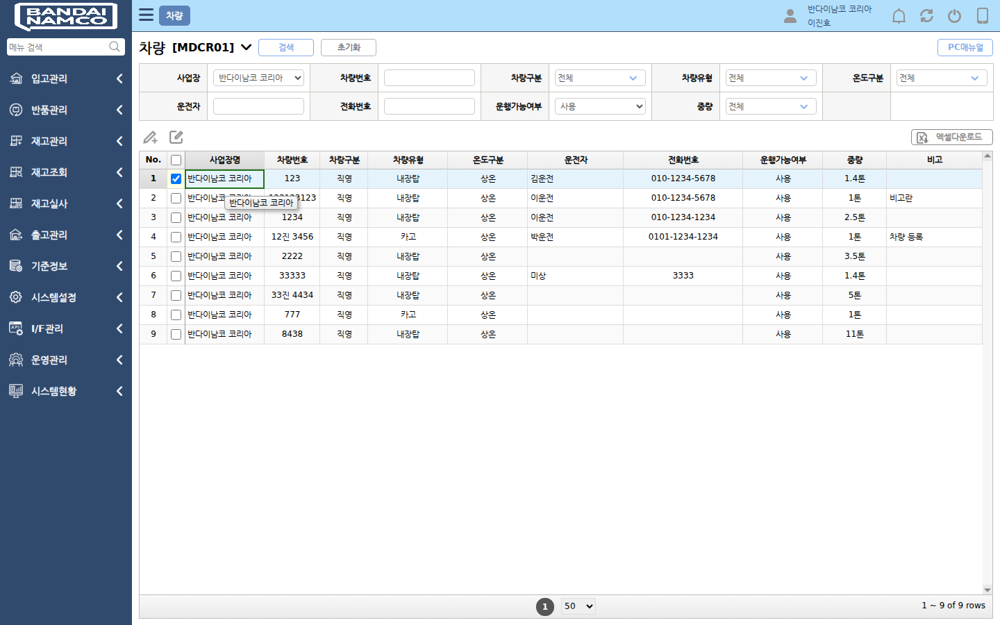 BANDAI
NAMCO
메뉴 검색
입고관리
반품관리
재고관리
재고조회
재고실사
출고관리
기준정보
시스템설정
I/F관리
운영관리
시스템현황
차량
반다이남코 코리아
이진호
차량 [MDCR01] 검색 초기화 PC매뉴얼
사업장 반다이남코 코리아 차량번호 차량구분 전체 차량유형 전체 온도구분 전체
운전자 전화번호 운행가능여부 사용 중량 전체
엑셀다운로드
No. 사업장명 차량번호 차량구분 차량유형 온도구분 운전자 전화번호 운행가능여부 중량 비고
1 반다이남코 코리아 123 직영 내장탑 상온 김운전 010-1234-5678 사용 1.4톤
2 반다이남코 직영 내장탑 상온 이운전 010-1234-5678 사용 1톤 비고란
반다이남코 코리아
3 반다이남코 코리아 1234 직영 내장탑 상온 이운전 010-1234-1234 사용 2.5톤
4 반다이남코 코리아 12진 3456 직영 카고 상온 박운전 0101-1234-1234 사용 1톤 차량 등록
5 반다이남코 코리아 2222 직영 내장탑 상온 사용 3.5톤
6 반다이남코 코리아 33333 직영 내장탑 상온 미상 3333 사용 1.4톤
7 반다이남코 코리아 33진 4434 직영 내장탑 상온 사용 5톤
8 반다이남코 코리아 777 직영 카고 상온 사용 1톤
9 반다이남코 코리아 8438 직영 내장탑 상온 사용 11톤
1 50 1 ~ 9 of 9 rows